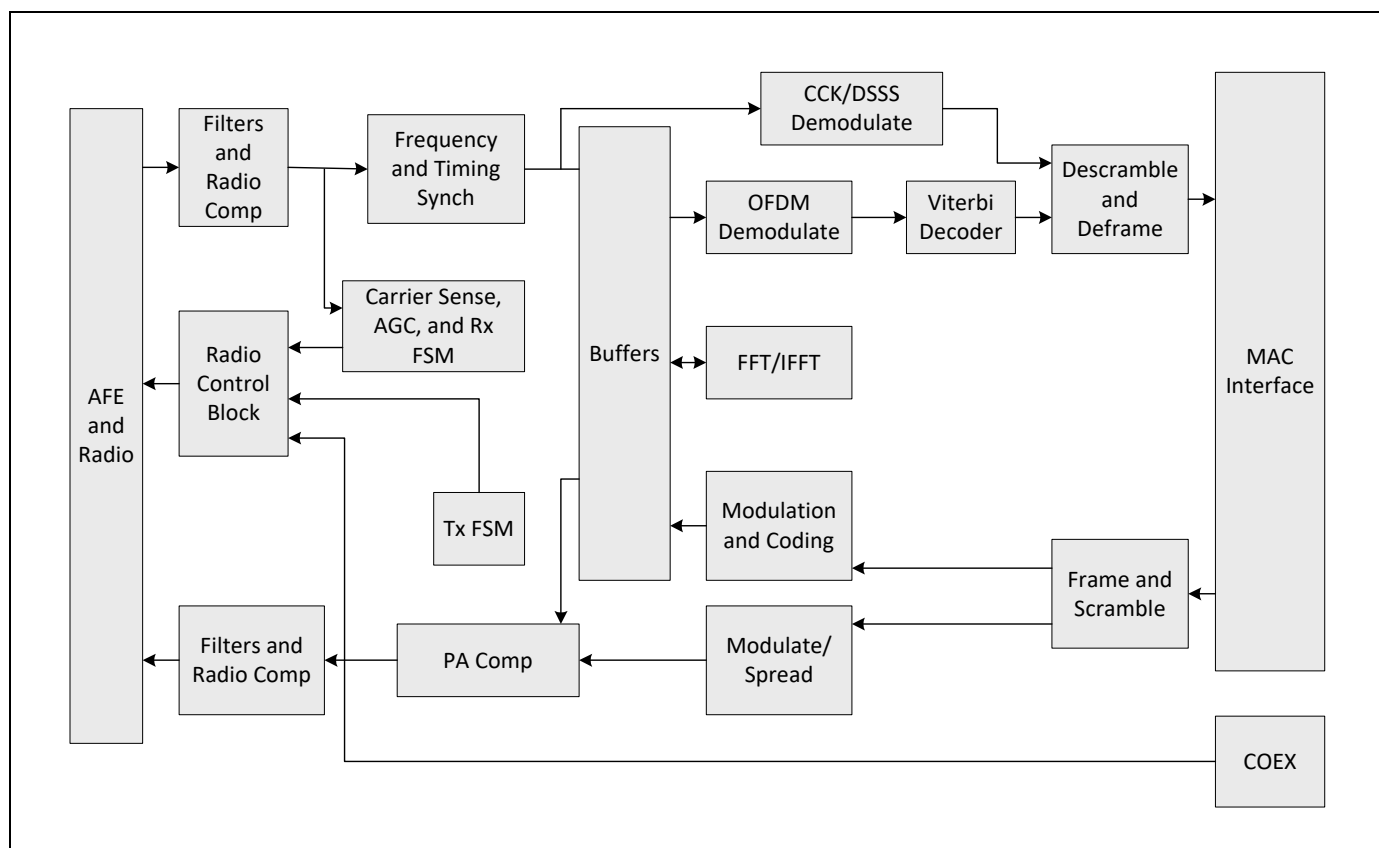 CCK/DSSS
Demodulate
Filters
and
Radio
Comp
Frequency
and Timing
Synch
Descramble
and
Deframe
OFDM
Demodulate
Viterbi
Decoder
Carrier Sense,
AGC, and Rx
FSM
Radio
Control
Block
Buffers
FFT/IFFT
MAC
Interface
AFE
and
Radio
Tx FSM
Modulation
and Coding
Frame and
Scramble
Filters and
Radio Comp
PA Comp
Modulate/
Spread
COEX